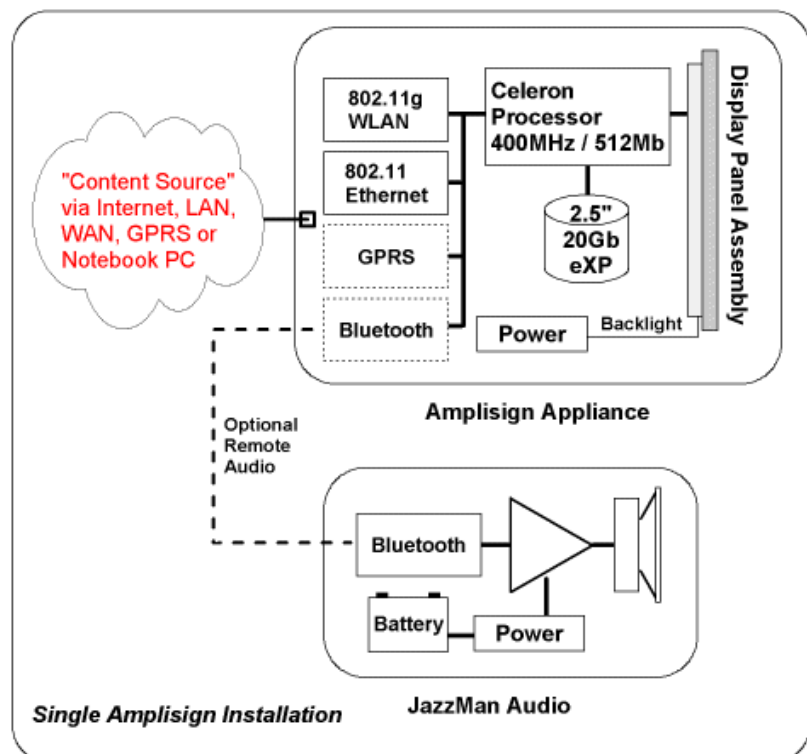 802.11g
WLAN
802.11
Ethernet
GPRS
Bluetooth
Celeron
Processor
400MHz / 512Mb
2.5"
20Gb
eXP
Power
Backlight
Display Panel Assembly
Amplisign Appliance
"Content Source"
via Internet, LAN,
WAN, GPRS or
Notebook PC
Optional
Remote
Audio
Bluetooth
Battery
Power
JazzMan Audio
Single Amplisign Installation